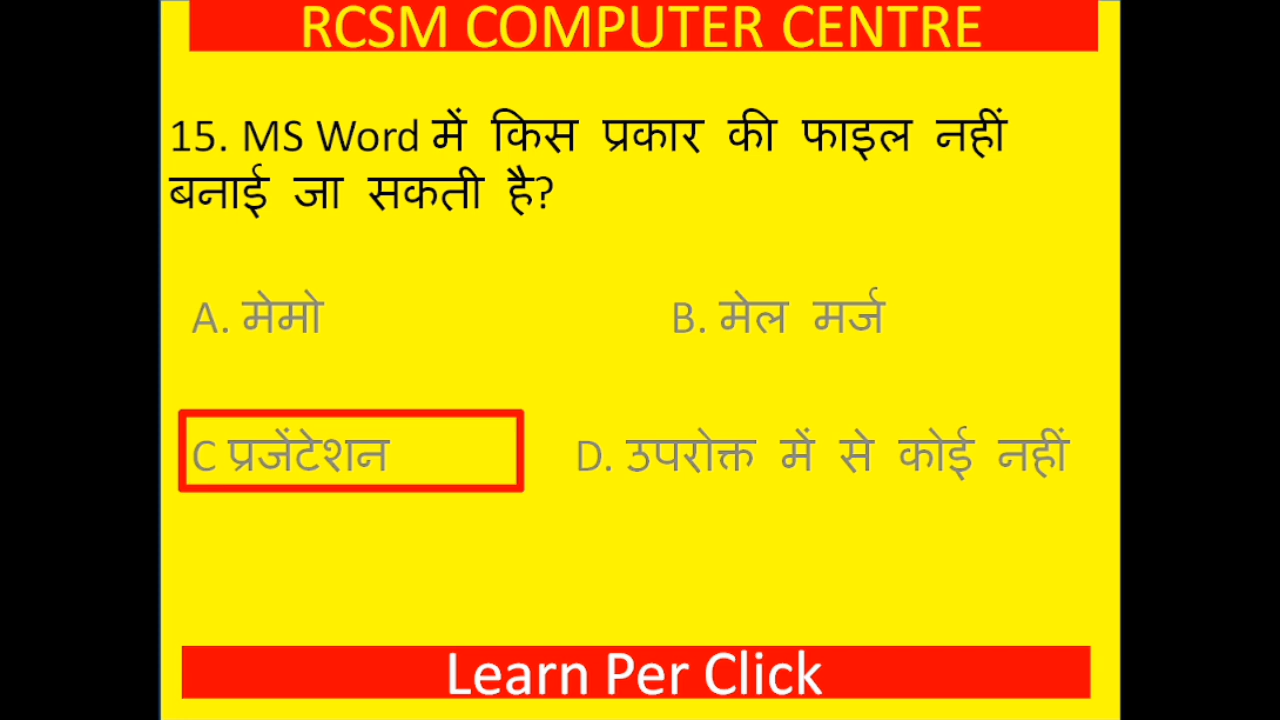 RCSM COMPUTER CENTRE
15. MS Word में किस प्रकार की फाइल नहीं
बनाई जा सकती है?
A. मेमो B. मेल मर्ज
C प्रजेंटेशन D. उपरोक्त में से कोई नहीं
Learn Per Click